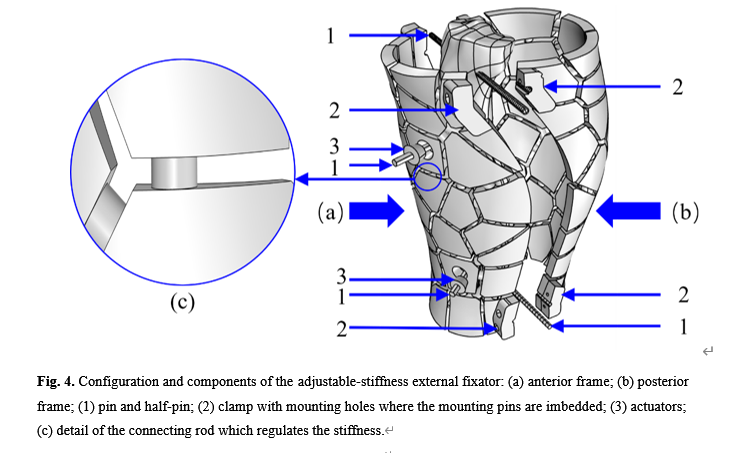 1
2
2
3
1
(a)
(b)
(c)
3
1
2
2
1
Fig. 4. Configuration and components of the adjustable-stiffness external fixator: (a) anterior frame; (b) posterior
frame; (1) pin and half-pin; (2) clamp with mounting holes where the mounting pins are imbedded; (3) actuators;
(c) detail of the connecting rod which regulates the stiffness.